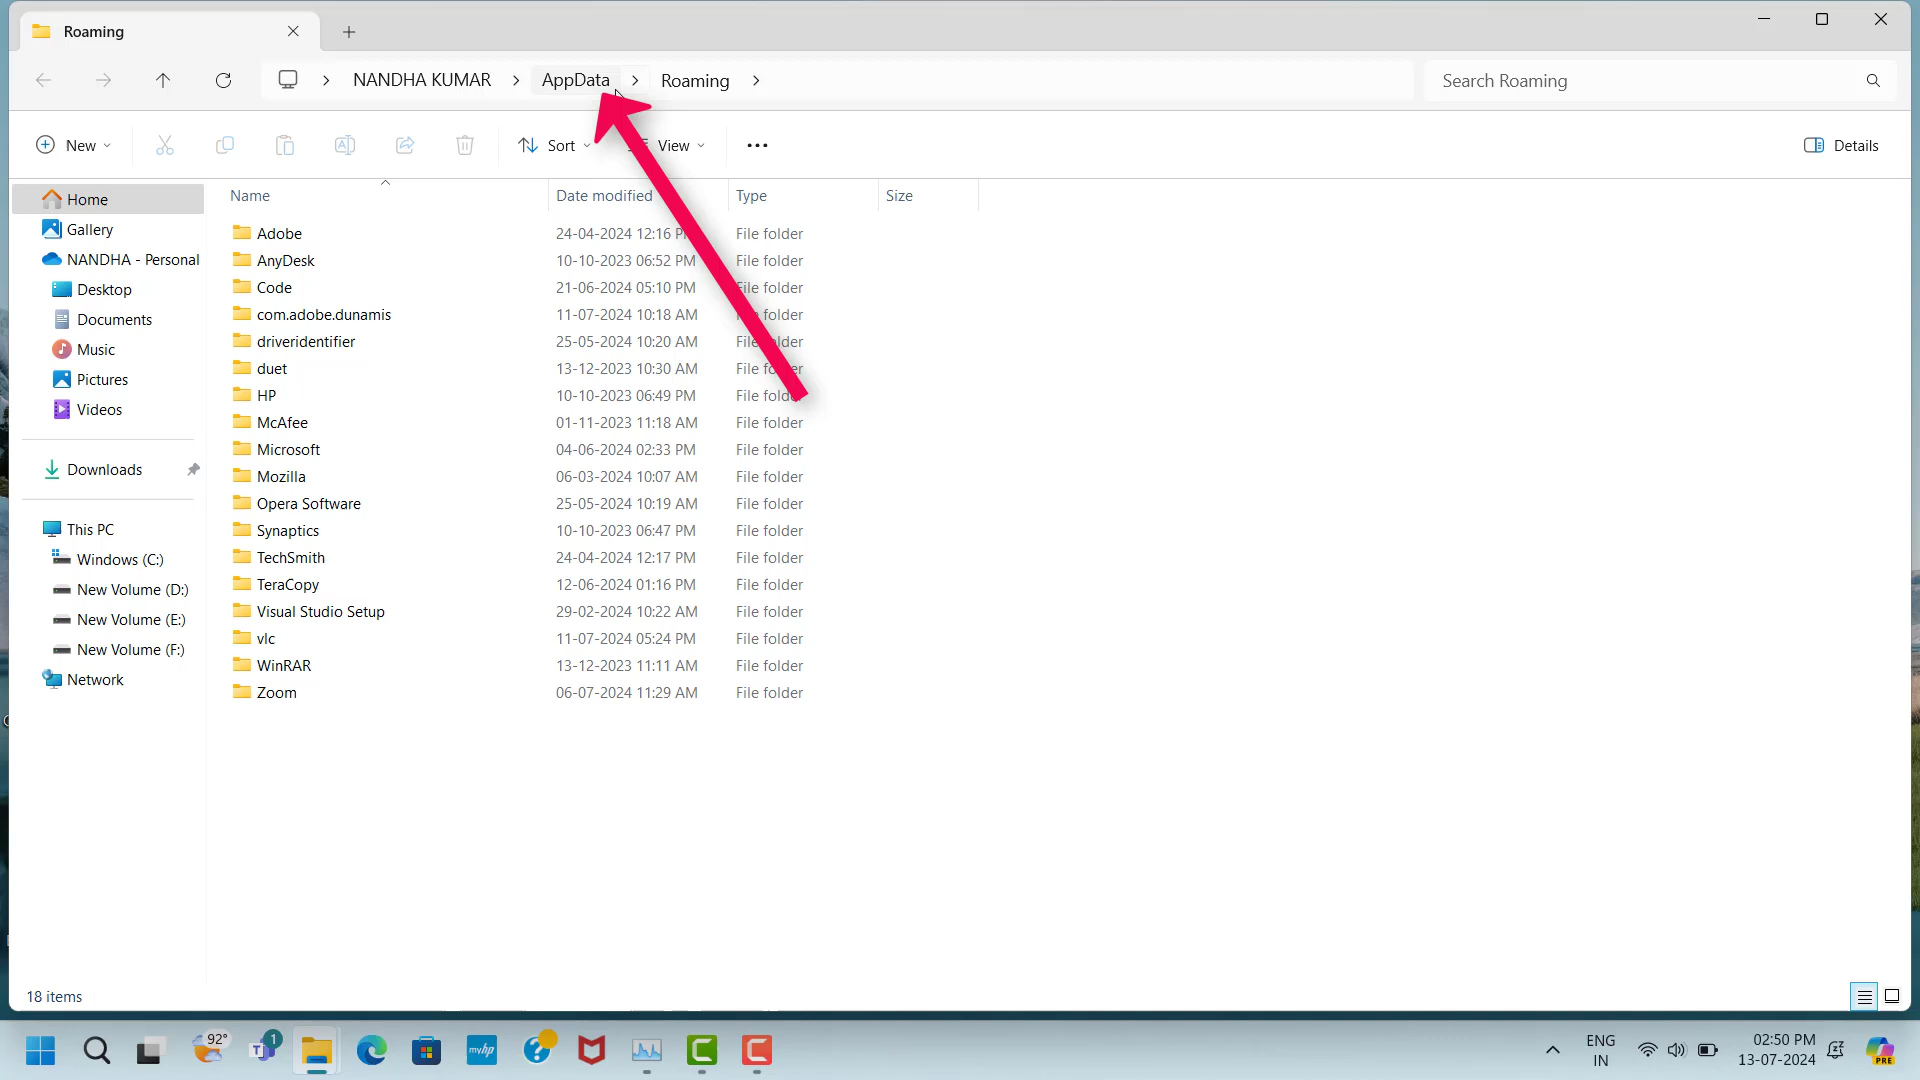 Roaming
NANDHA KUMAR AppData Roaming
Search Roaming
New Sort View Details
Name Date modified Type Size
Home
Gallery
NANDHA - Personal
Desktop
Documents
Music
Pictures
Videos
Downloads
This PC
Windows (C:)
New Volume (D:)
New Volume (E:)
New Volume (F:)
Network
Adobe 24-04-2024 12:16 P File folder
AnyDesk 10-10-2023 06:52 PM File folder
Code 21-06-2024 05:10 PM File folder
com.adobe.dunamis 11-07-2024 10:18 AM File folder
driveridentifier 25-05-2024 10:20 AM File folder
duet 13-12-2023 10:30 AM File folder
HP 10-10-2023 06:49 PM File folder
McAfee 01-11-2023 11:18 AM File folder
Microsoft 04-06-2024 02:33 PM File folder
Mozilla 06-03-2024 10:07 AM File folder
Opera Software 25-05-2024 10:19 AM File folder
Synaptics 10-10-2023 06:47 PM File folder
TechSmith 24-04-2024 12:17 PM File folder
TeraCopy 12-06-2024 01:16 PM File folder
Visual Studio Setup 29-02-2024 10:22 AM File folder
vlc 11-07-2024 05:24 PM File folder
WinRAR 13-12-2023 11:11 AM File folder
Zoom 06-07-2024 11:29 AM File folder
18 items
92° 1 myhp
ENG
IN
02:50 PM
13-07-2024
PRE